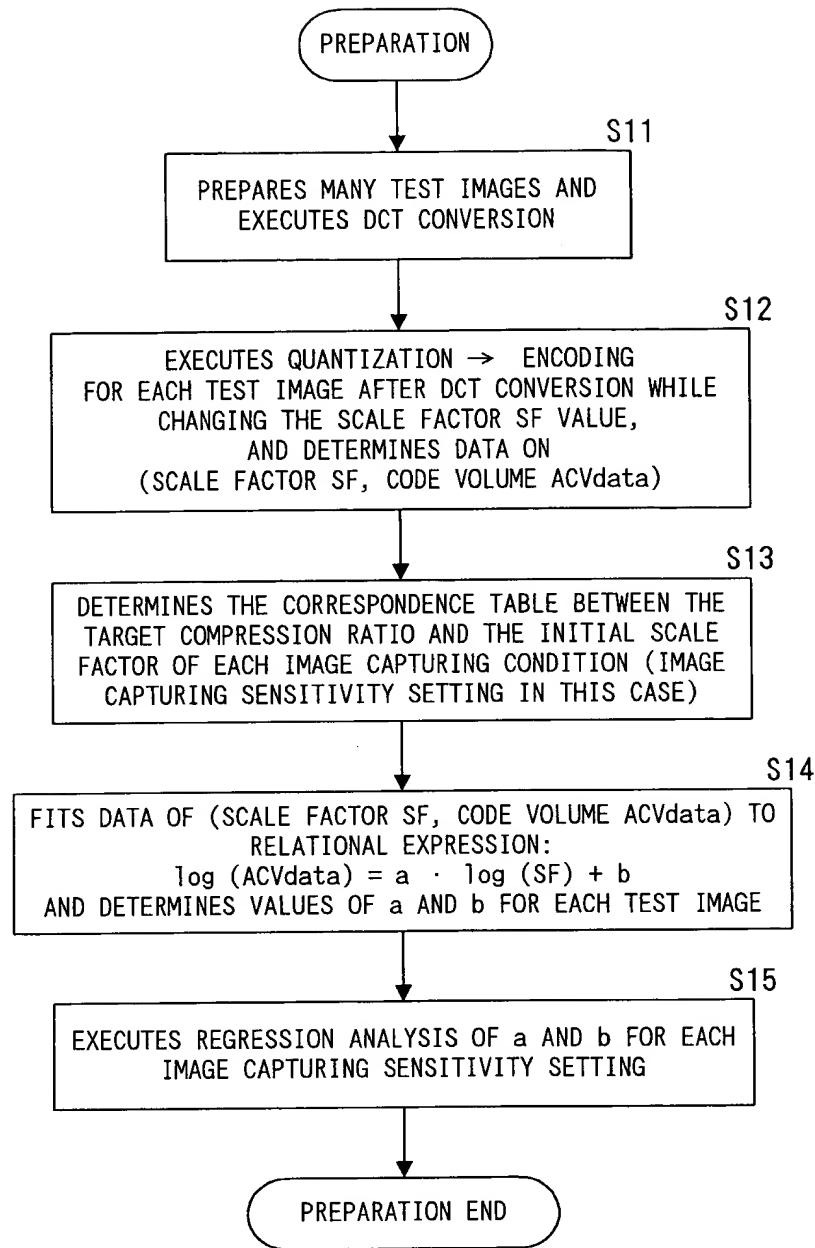 PREPARATION
S11
PREPARES MANY TEST IMAGES AND
EXECUTES DCT CONVERSION
S12
EXECUTES QUANTIZATION → ENCODING
FOR EACH TEST IMAGE AFTER DCT CONVERSION WHILE
CHANGING THE SCALE FACTOR SF VALUE,
AND DETERMINES DATA ON
(SCALE FACTOR SF, CODE VOLUME ACVdata)
S13
DETERMINES THE CORRESPONDENCE TABLE BETWEEN THE
TARGET COMPRESSION RATIO AND THE INITIAL SCALE
FACTOR OF EACH IMAGE CAPTURING CONDITION (IMAGE
CAPTURING SENSITIVITY SETTING IN THIS CASE)
S14
FITS DATA OF (SCALE FACTOR SF, CODE VOLUME ACVdata) TO
RELATIONAL EXPRESSION:
log (ACVdata) = a · log (SF) + b
AND DETERMINES VALUES OF a AND b FOR EACH TEST IMAGE
S15
EXECUTES REGRESSION ANALYSIS OF a AND b FOR EACH
IMAGE CAPTURING SENSITIVITY SETTING
PREPARATION END